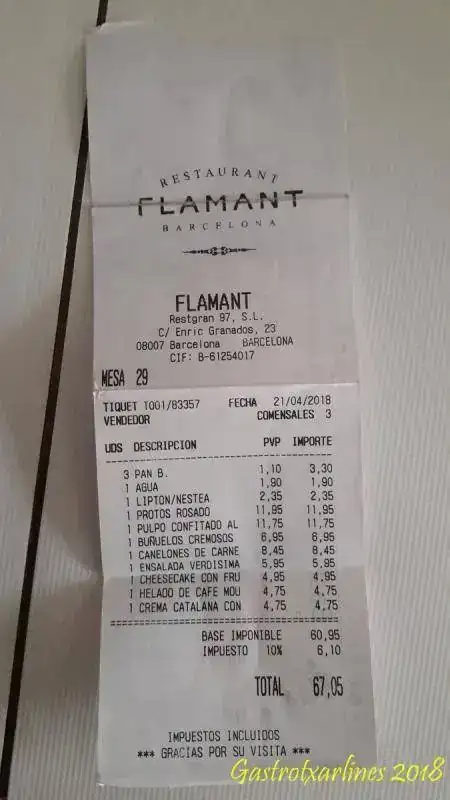 RESTAURANT
FLAMANT
BARCELONA
FLAMANT
Restgran 97, S.L.
C/ Enric Granados, 23
08007 Barcelona BARCELONA
CIF: B-61254017
MESA 29
TIQUET T001/83357 FECHA 21/04/2018
VENDEDOR COMENSALES 3
UDS DESCRIPCION PVP IMPORTE
3 PAN B. 1,10 3,30
1 AGUA 1,90 1,90
1 LIPTON/NESTEA 2,35 2,35
1 PROTOS ROSADO 11,95 11,95
1 PULPO CONFITADO AL 11,75 11,75
1 BUÑUELOS CREMOSOS 6,95 6,95
1 CANELONES DE CARNE 8,45 8,45
1 ENSALADA VERDISIMA 5,95 5,95
1 CHEESECAKE CON FRU 4,95 4,95
1 HELADO DE CAFE MOU 4,75 4,75
1 CREMA CATALANA CON 4,75 4,75
BASE IMPONIBLE 60,95
IMPUESTO 10% 6,10
TOTAL 67,05
IMPUESTOS INCLUIDOS
*** GRACIAS POR SU VISITA ***
Gastrotxarlines 2018